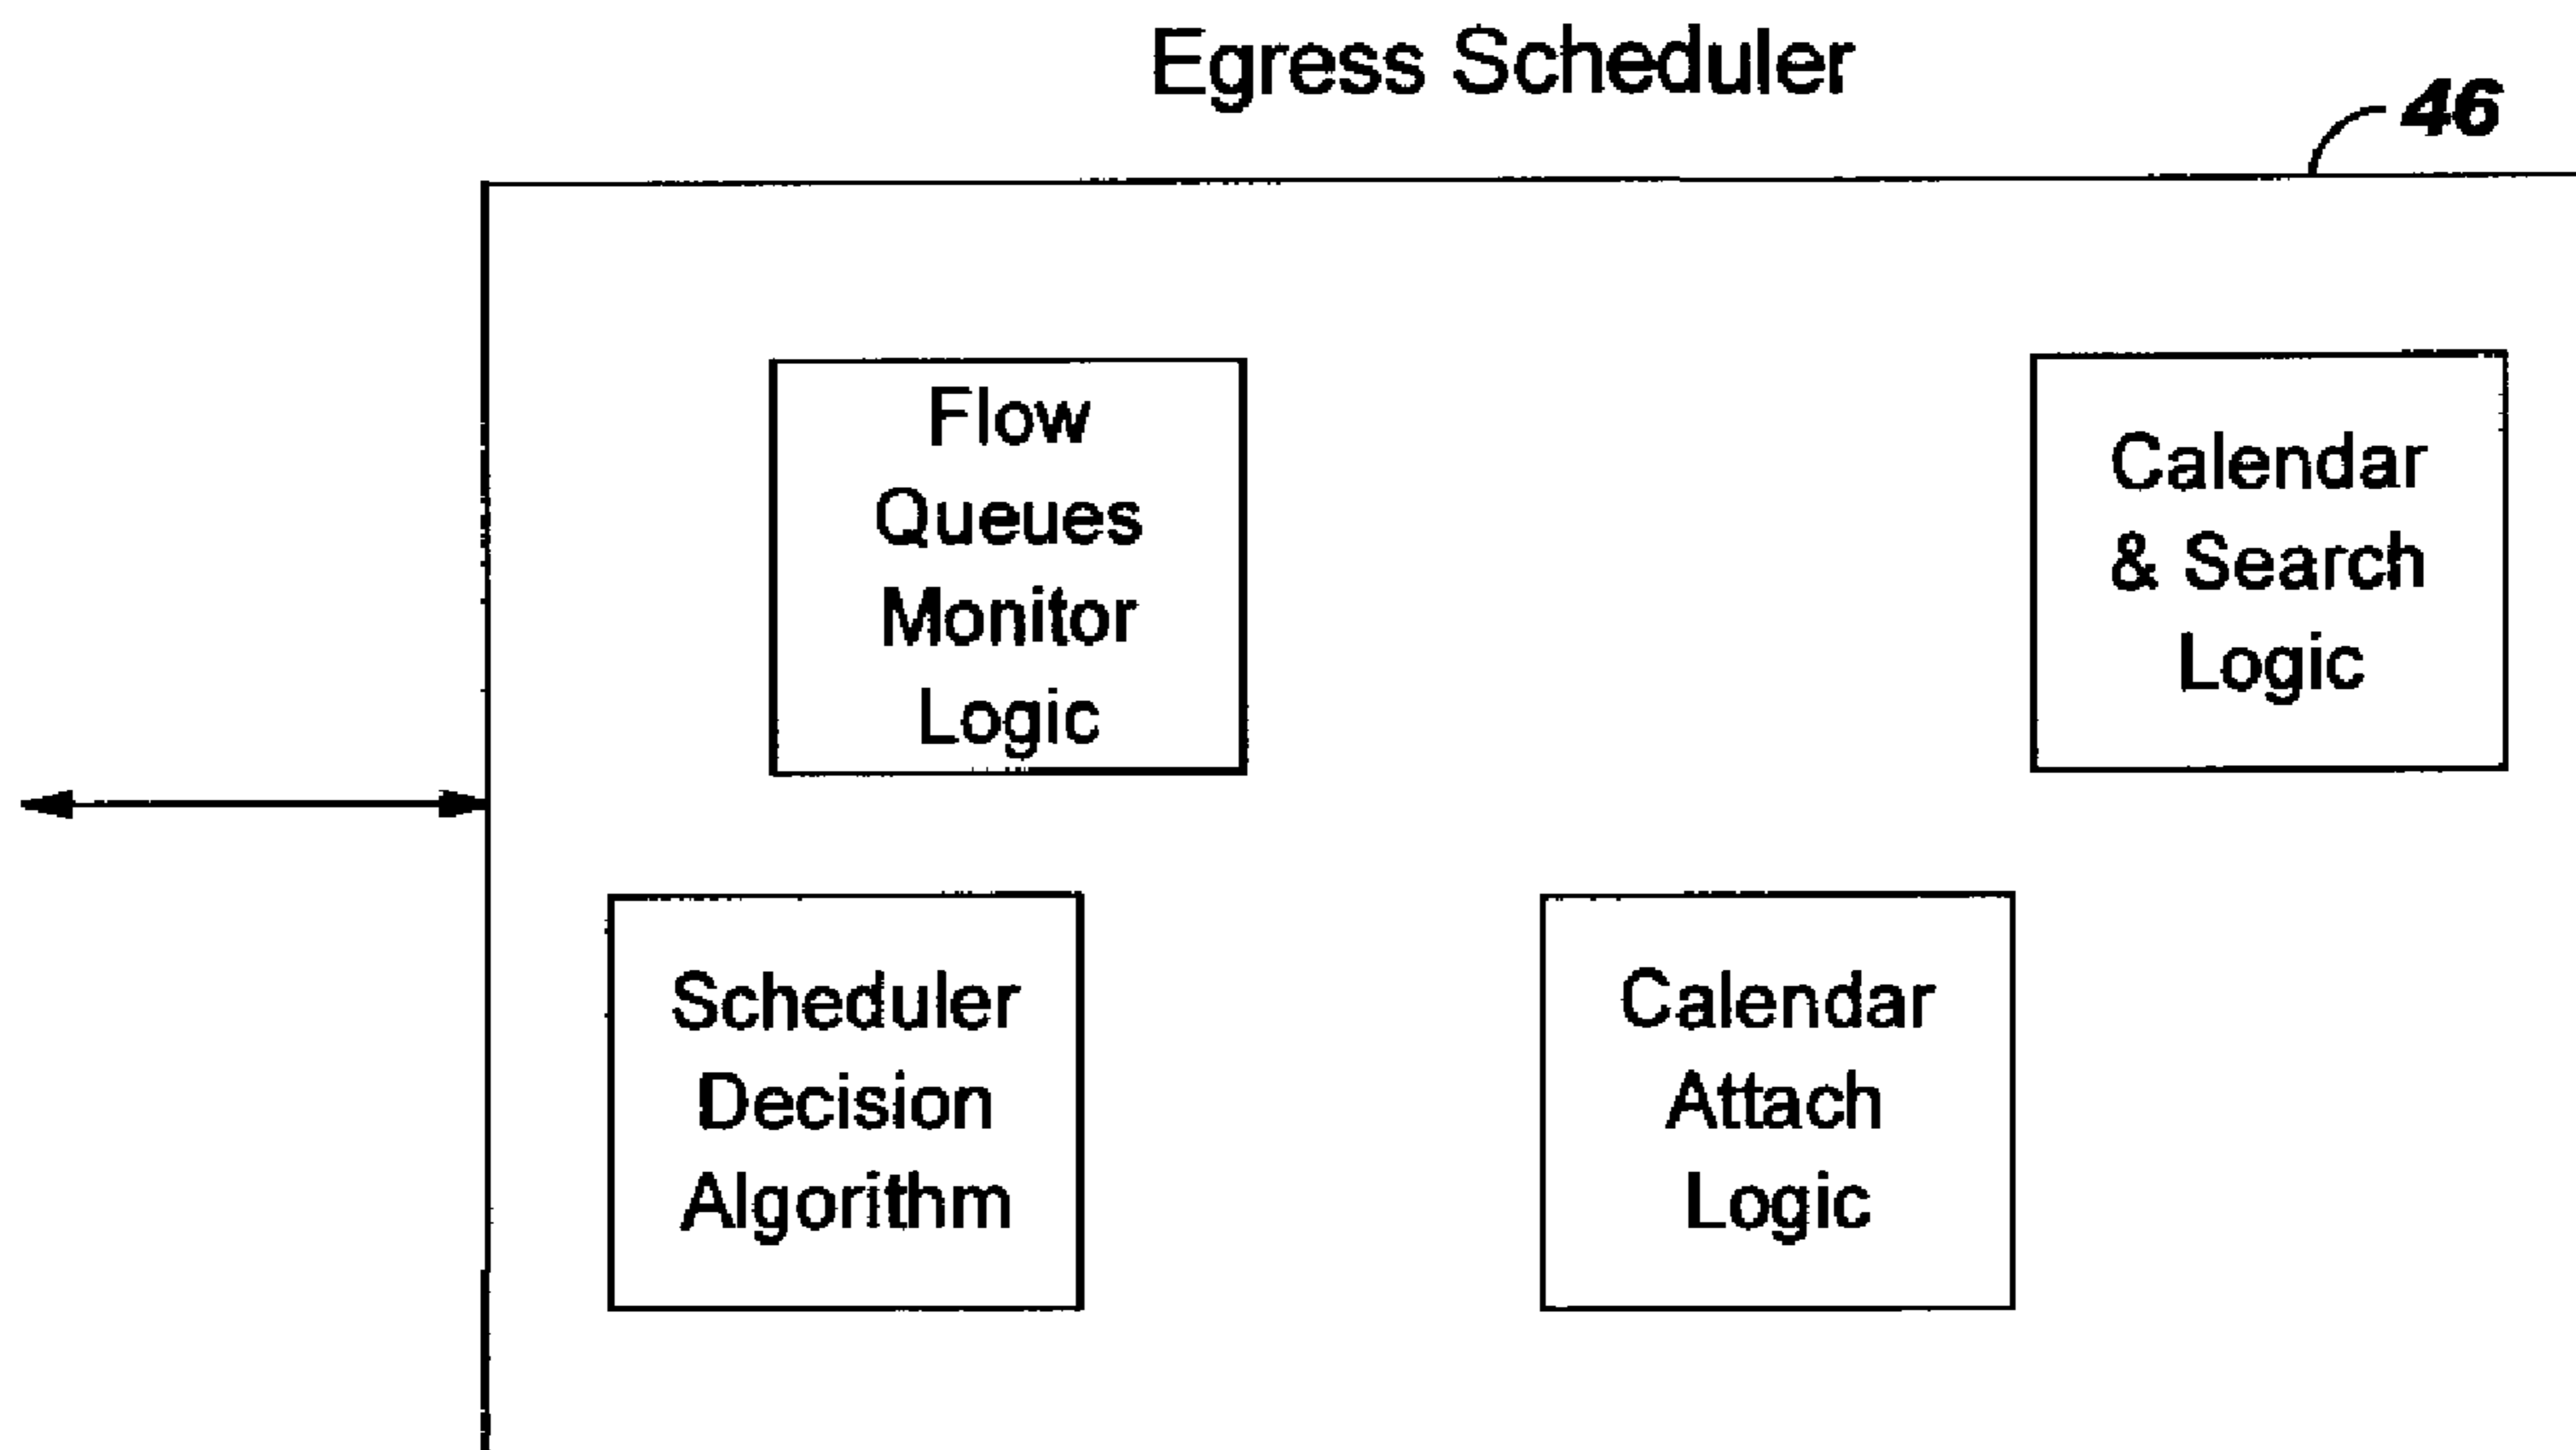 Egress Scheduler
46
Flow
Queues
Monitor
Logic
Calendar
& Search
Logic
Scheduler
Decision
Algorithm
Calendar
Attach
Logic